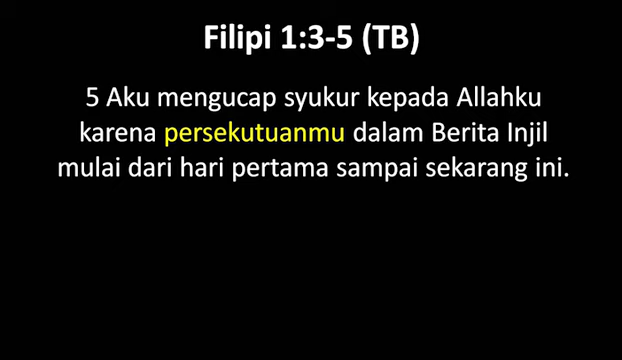 Filipi 1:3-5 (TB)
5 Aku mengucap syukur kepada Allahku
karena persekutuanmu dalam Berita Injil
mulai dari hari pertama sampai sekarang ini.